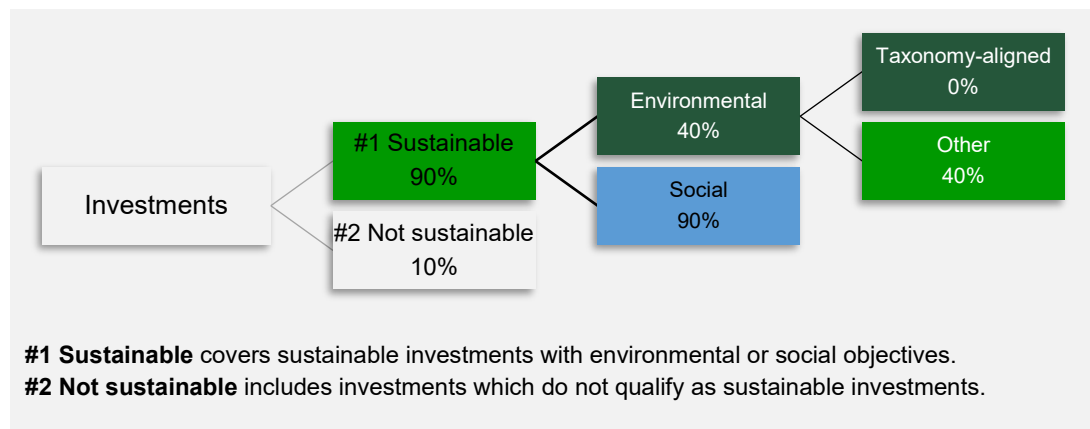 Investments
#1 Sustainable
90%
#2 Not sustainable
10%
Environmental
40%
Social
90%
Taxonomy-aligned
0%
Other
40%
#1 Sustainable covers sustainable investments with environmental or social objectives.
#2 Not sustainable includes investments which do not qualify as sustainable investments.